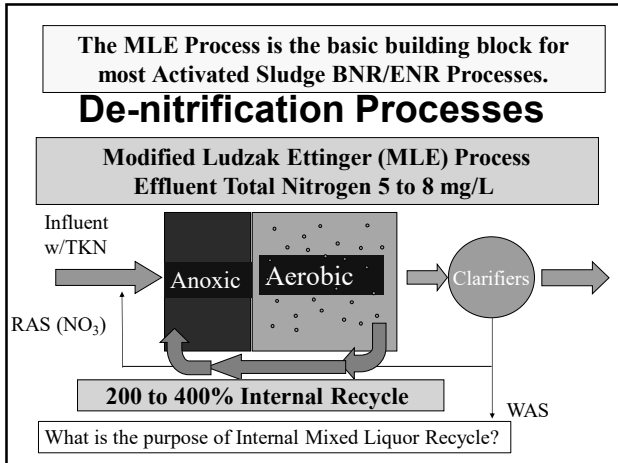 The MLE Process is the basic building block for
most Activated Sludge BNR/ENR Processes.
De-nitrification Processes
Modified Ludzak Ettinger (MLE) Process
Effluent Total Nitrogen 5 to 8 mg/L
Influent
w/TKN
Anoxic
Aerobic
Clarifiers
RAS (NO₃)
200 to 400% Internal Recycle
WAS
What is the purpose of Internal Mixed Liquor Recycle?